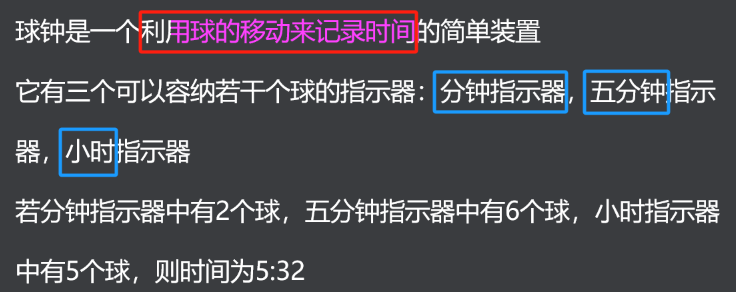 球钟是一个利用球的移动来记录时间的简单装置
它有三个可以容纳若干个球的指示器：分钟指示器，五分钟指示
器，小时指示器
若分钟指示器中有2个球，五分钟指示器中有6个球，小时指示器
中有5个球，则时间为5:32